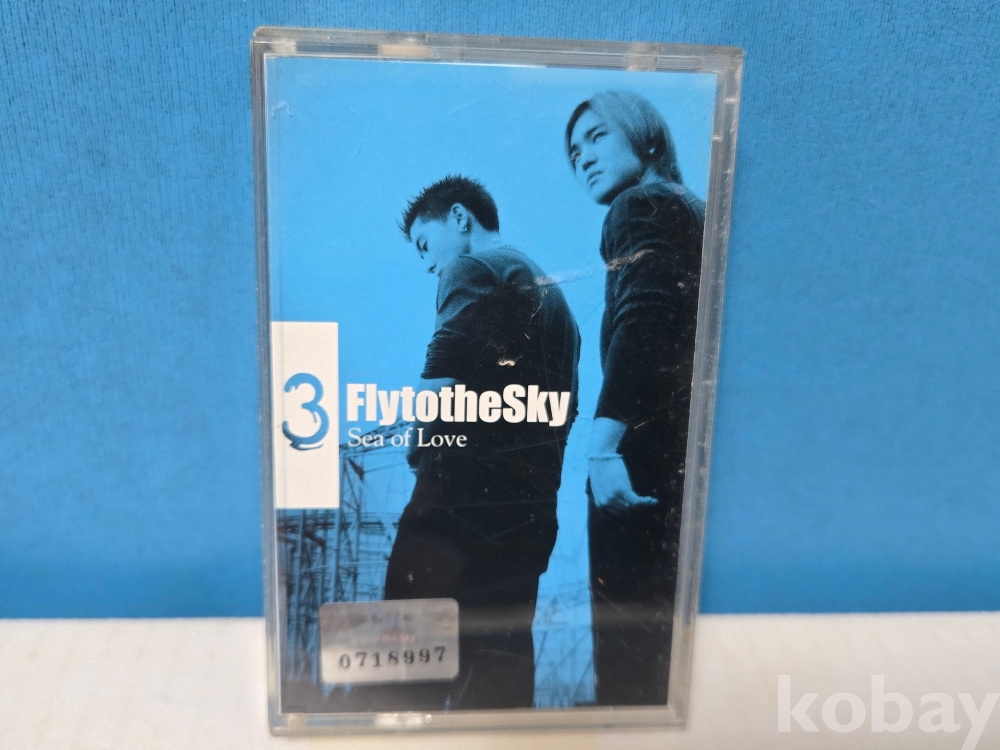 3
FlytotheSky
Sea of Love
0718997
kobay